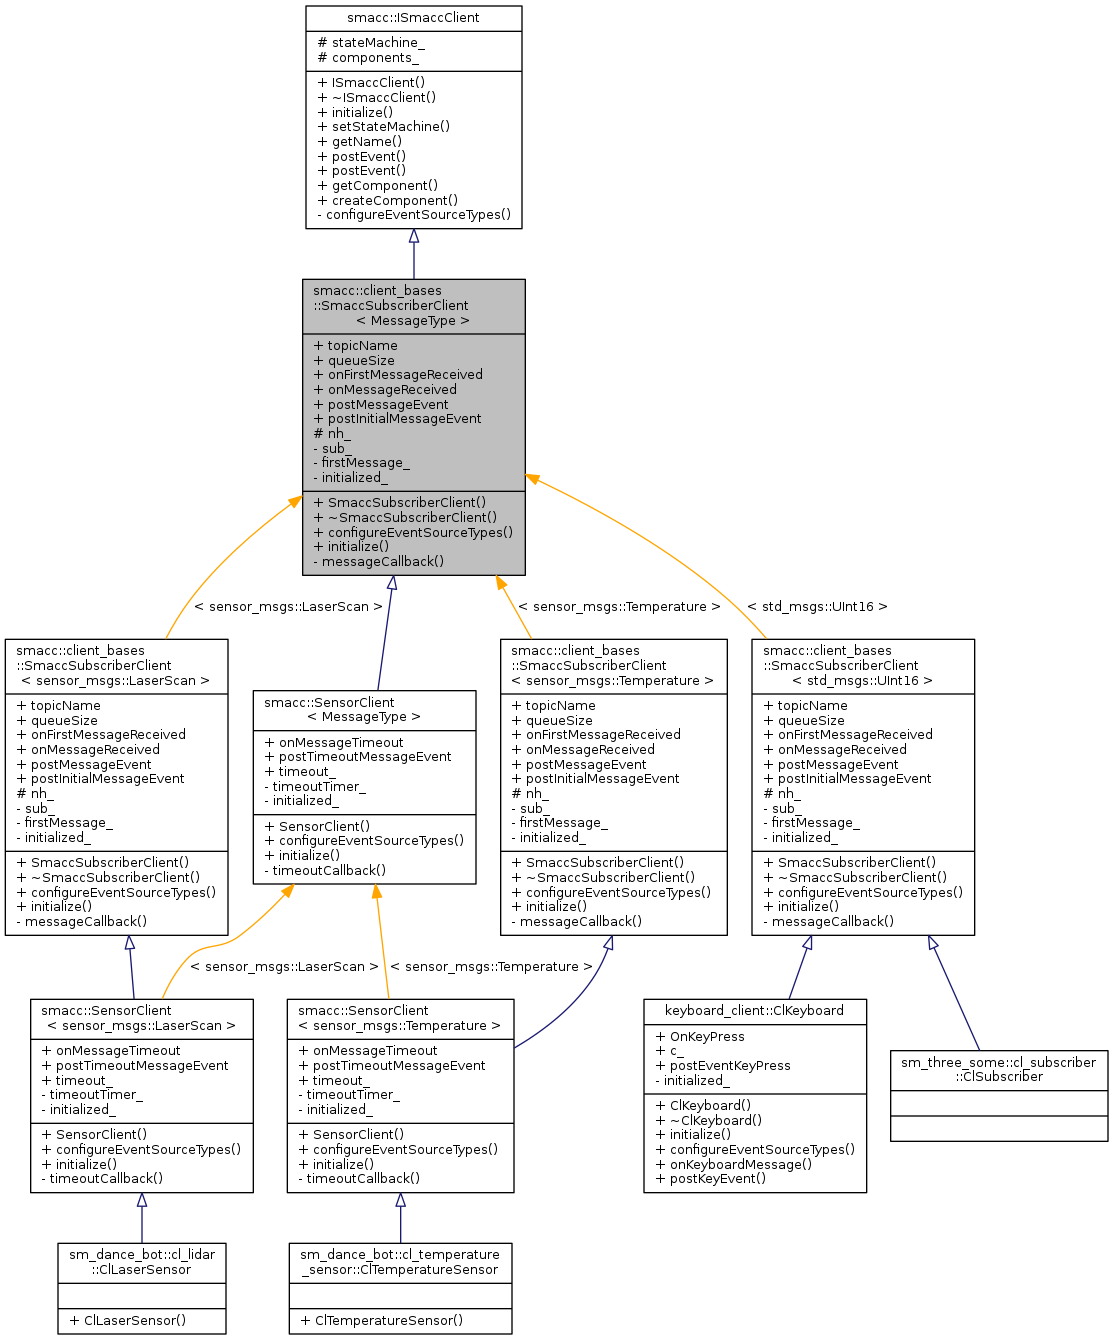 smacc::ISmaccClient
# stateMachine_
# components_
+ ISmaccClient()
+ ~ISmaccClient()
+ initialize()
+ setStateMachine()
+ getName()
+ postEvent()
+ postEvent()
+ getComponent()
+ createComponent()
- configureEventSourceTypes()
smacc::client_bases
::SmaccSubscriberClient
< MessageType >
+ topicName
+ queueSize
+ onFirstMessageReceived
+ onMessageReceived
+ postMessageEvent
+ postInitialMessageEvent
# nh_
- sub_
- firstMessage_
- initialized_
+ SmaccSubscriberClient()
+ ~SmaccSubscriberClient()
+ configureEventSourceTypes()
+ initialize()
- messageCallback()
< sensor_msgs::LaserScan >
< sensor_msgs::Temperature >
< std_msgs::UInt16 >
smacc::client_bases
::SmaccSubscriberClient
< sensor_msgs::LaserScan >
+ topicName
+ queueSize
+ onFirstMessageReceived
+ onMessageReceived
+ postMessageEvent
+ postInitialMessageEvent
# nh_
- sub_
- firstMessage_
- initialized_
+ SmaccSubscriberClient()
+ ~SmaccSubscriberClient()
+ configureEventSourceTypes()
+ initialize()
- messageCallback()
smacc::SensorClient
< MessageType >
+ onMessageTimeout
+ postTimeoutMessageEvent
+ timeout_
- timeoutTimer_
- initialized_
+ SensorClient()
+ configureEventSourceTypes()
+ initialize()
- timeoutCallback()
smacc::client_bases
::SmaccSubscriberClient
< sensor_msgs::Temperature >
+ topicName
+ queueSize
+ onFirstMessageReceived
+ onMessageReceived
+ postMessageEvent
+ postInitialMessageEvent
# nh_
- sub_
- firstMessage_
- initialized_
+ SmaccSubscriberClient()
+ ~SmaccSubscriberClient()
+ configureEventSourceTypes()
+ initialize()
- messageCallback()
smacc::client_bases
::SmaccSubscriberClient
< std_msgs::UInt16 >
+ topicName
+ queueSize
+ onFirstMessageReceived
+ onMessageReceived
+ postMessageEvent
+ postInitialMessageEvent
# nh_
- sub_
- firstMessage_
- initialized_
+ SmaccSubscriberClient()
+ ~SmaccSubscriberClient()
+ configureEventSourceTypes()
+ initialize()
- messageCallback()
< sensor_msgs::LaserScan >
< sensor_msgs::Temperature >
smacc::SensorClient
< sensor_msgs::LaserScan >
+ onMessageTimeout
+ postTimeoutMessageEvent
+ timeout_
- timeoutTimer_
- initialized_
+ SensorClient()
+ configureEventSourceTypes()
+ initialize()
- timeoutCallback()
smacc::SensorClient
< sensor_msgs::Temperature >
+ onMessageTimeout
+ postTimeoutMessageEvent
+ timeout_
- timeoutTimer_
- initialized_
+ SensorClient()
+ configureEventSourceTypes()
+ initialize()
- timeoutCallback()
keyboard_client::ClKeyboard
+ OnKeyPress
+ c_
+ postEventKeyPress
- initialized_
+ ClKeyboard()
+ ~ClKeyboard()
+ initialize()
+ configureEventSourceTypes()
+ onKeyboardMessage()
+ postKeyEvent()
sm_three_some::cl_subscriber
::ClSubscriber
sm_dance_bot::cl_lidar
::ClLaserSensor
+ ClLaserSensor()
sm_dance_bot::cl_temperature
_sensor::ClTemperatureSensor
+ ClTemperatureSensor()